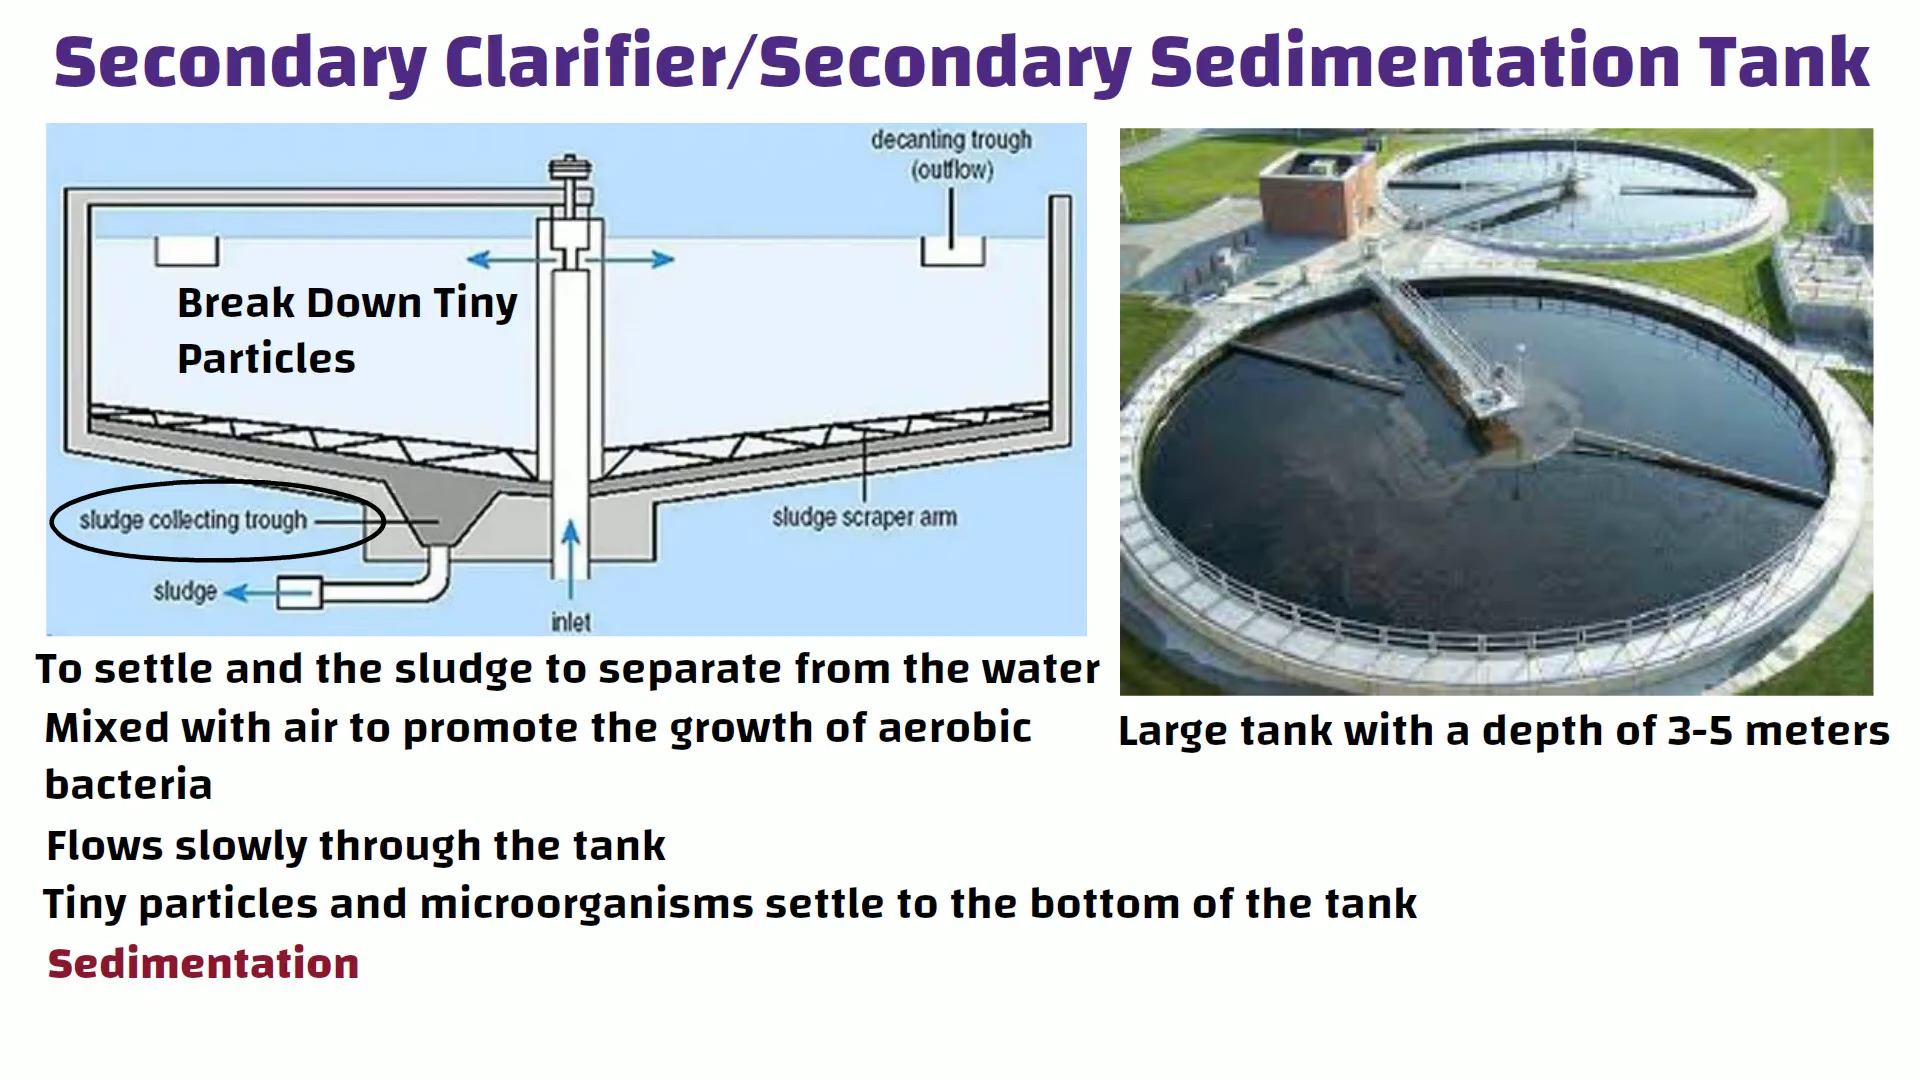 Secondary Clarifier/Secondary Sedimentation Tank
decanting trough
(outflow)
Break Down Tiny
Particles
sludge collecting trough
sludge scraper arm
sludge
inlet
To settle and the sludge to separate from the water
Mixed with air to promote the growth of aerobic
bacteria
Large tank with a depth of 3-5 meters
Flows slowly through the tank
Tiny particles and microorganisms settle to the bottom of the tank
Sedimentation